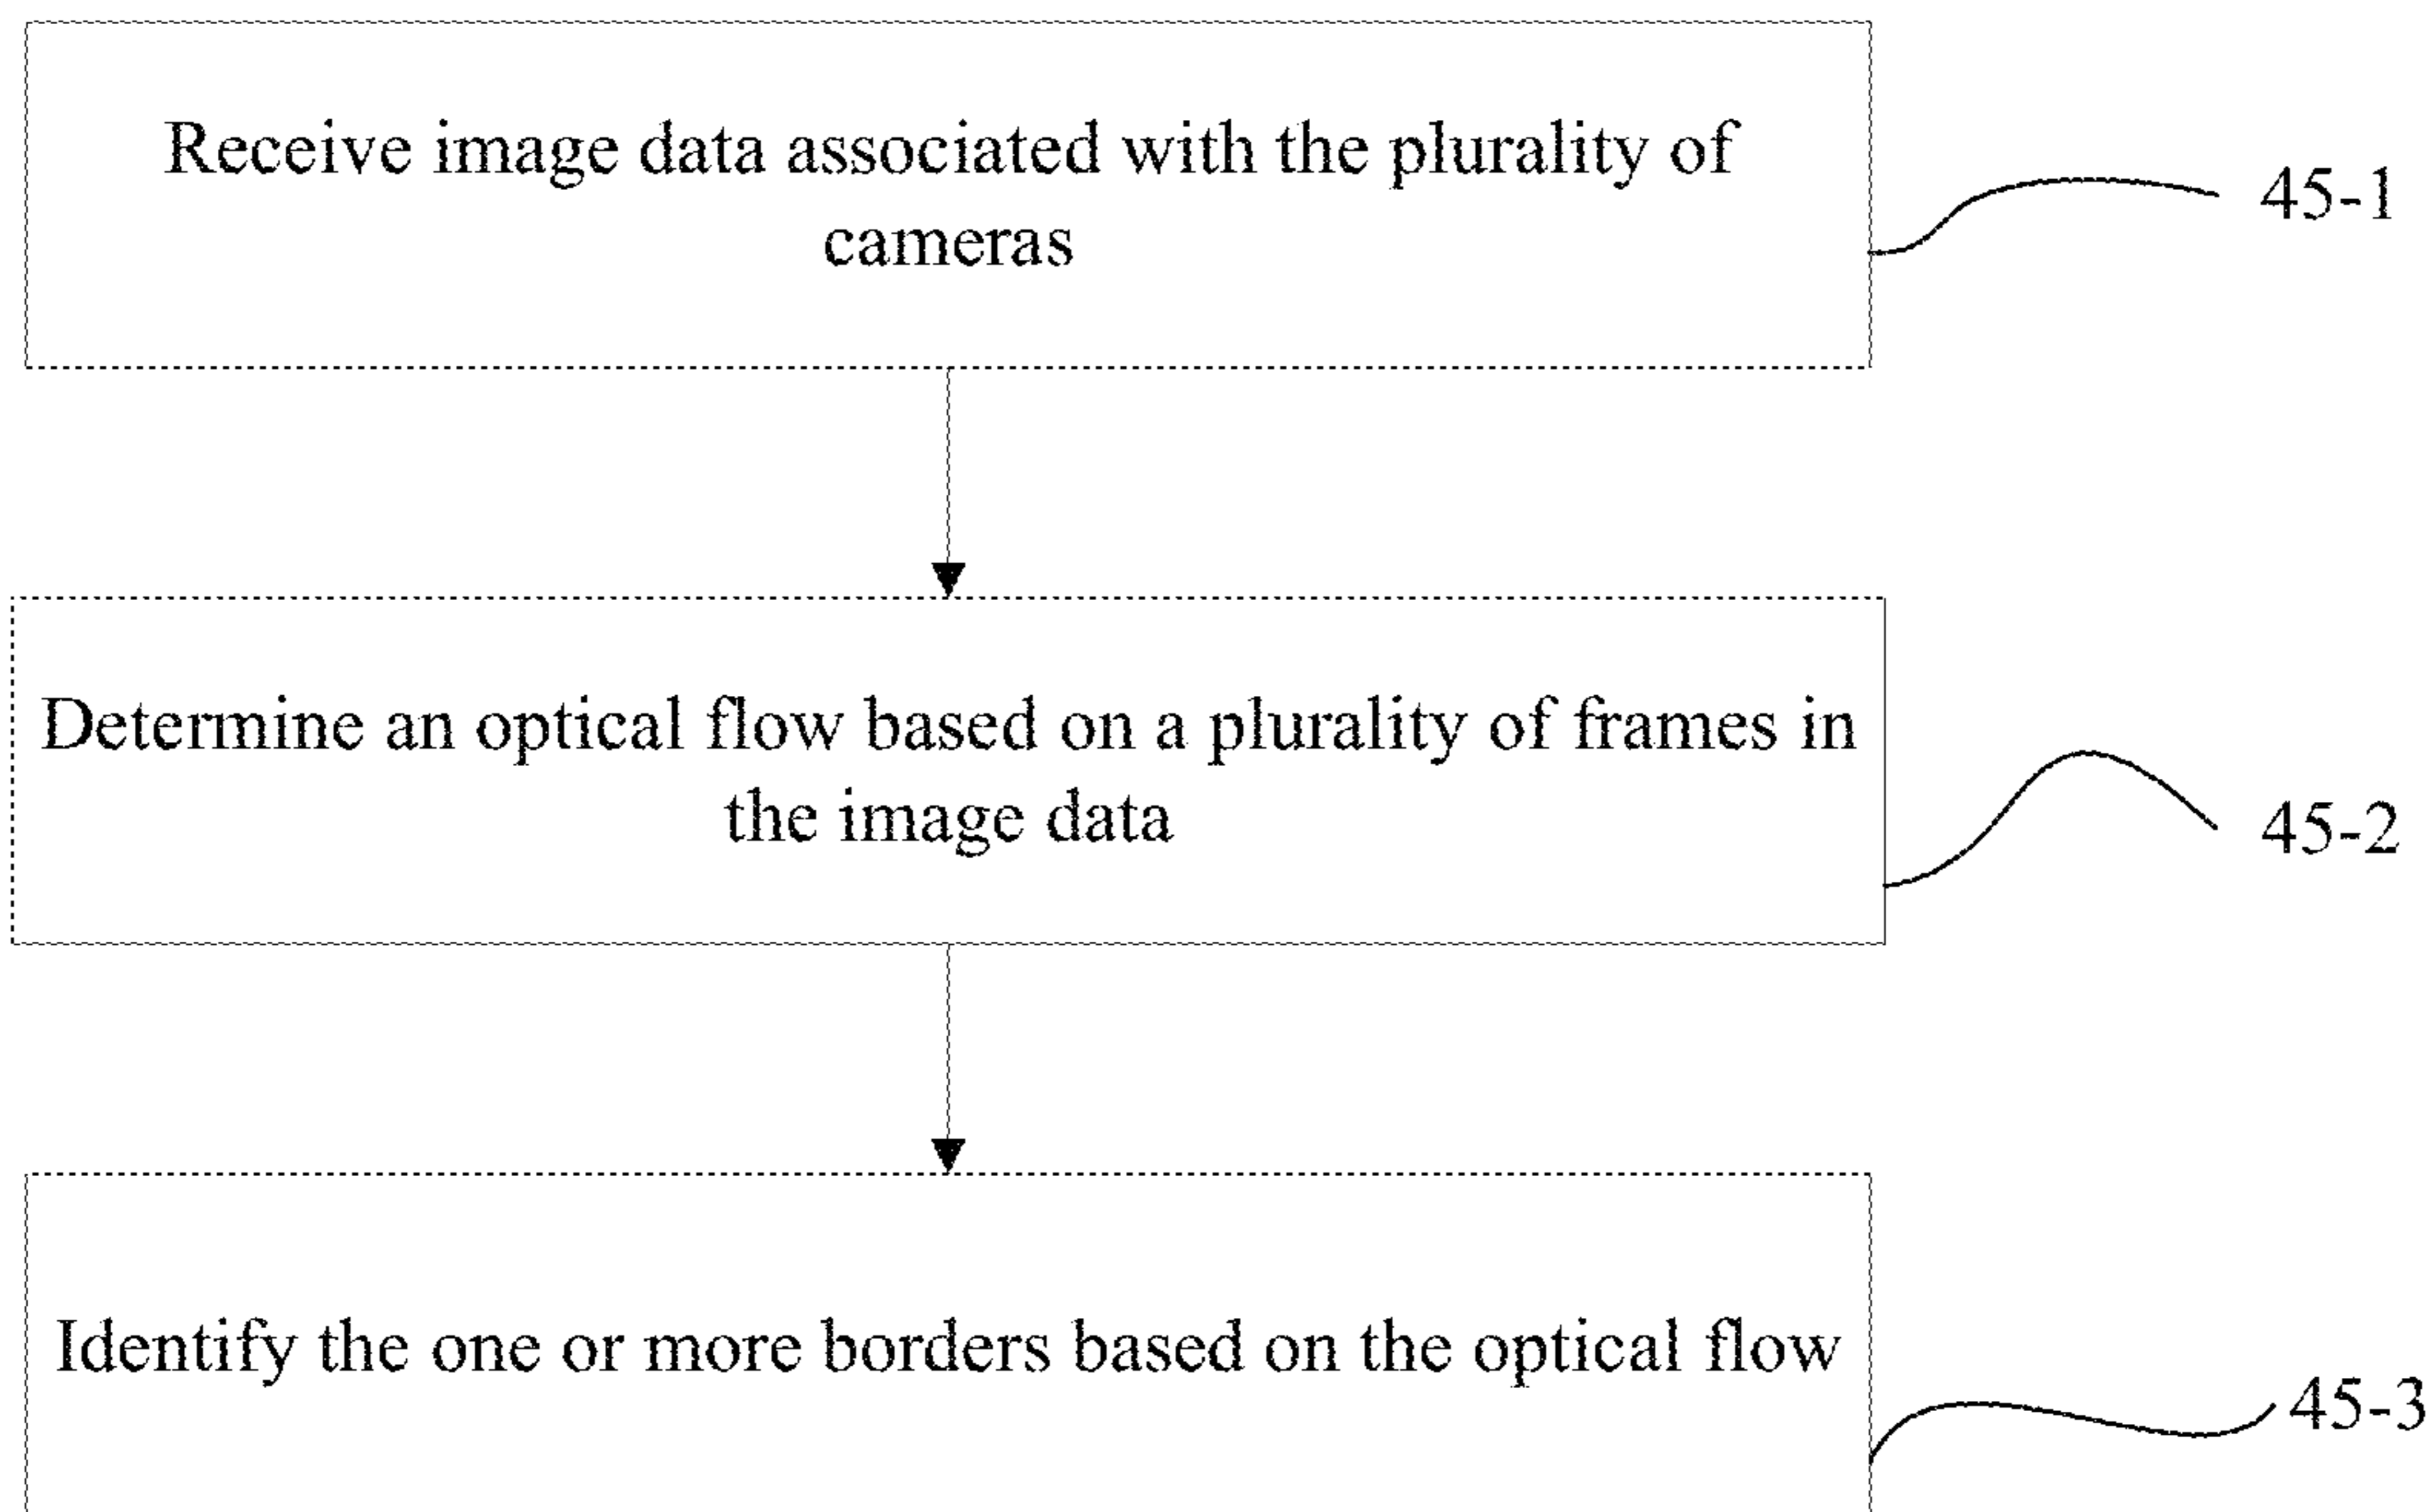 Receive image data associated with the plurality of
cameras
45-1
Determine an optical flow based on a plurality of frames in
the image data
45-2
Identify the one or more borders based on the optical flow
45-3